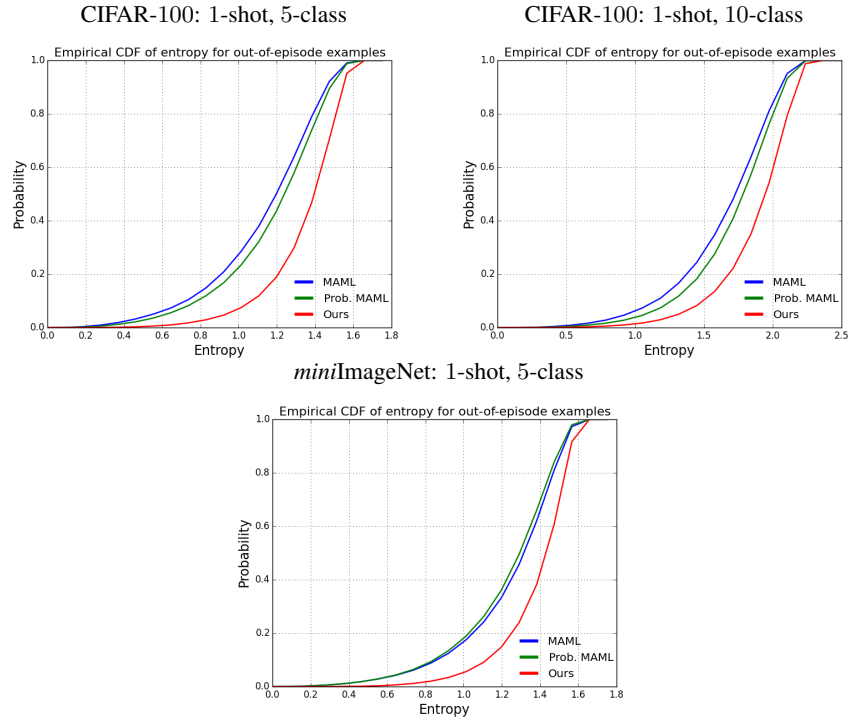 CIFAR-100: 1-shot, 5-class
Empirical CDF of entropy for out-of-episode examples
Probability
1.0
0.8
0.6
0.4
0.2
0.0
MAML
Prob. MAML
Ours
0.0 0.2 0.4 0.6 0.8 1.0 1.2 1.4 1.6 1.8
Entropy
CIFAR-100: 1-shot, 10-class
Empirical CDF of entropy for out-of-episode examples
Probability
1.0
0.8
0.6
0.4
0.2
0.0
MAML
Prob. MAML
Ours
0.0 0.5 1.0 1.5 2.0 2.5
Entropy
miniImageNet: 1-shot, 5-class
Empirical CDF of entropy for out-of-episode examples
Probability
1.0
0.8
0.6
0.4
0.2
0.0
MAML
Prob. MAML
Ours
0.0 0.2 0.4 0.6 0.8 1.0 1.2 1.4 1.6 1.8
Entropy